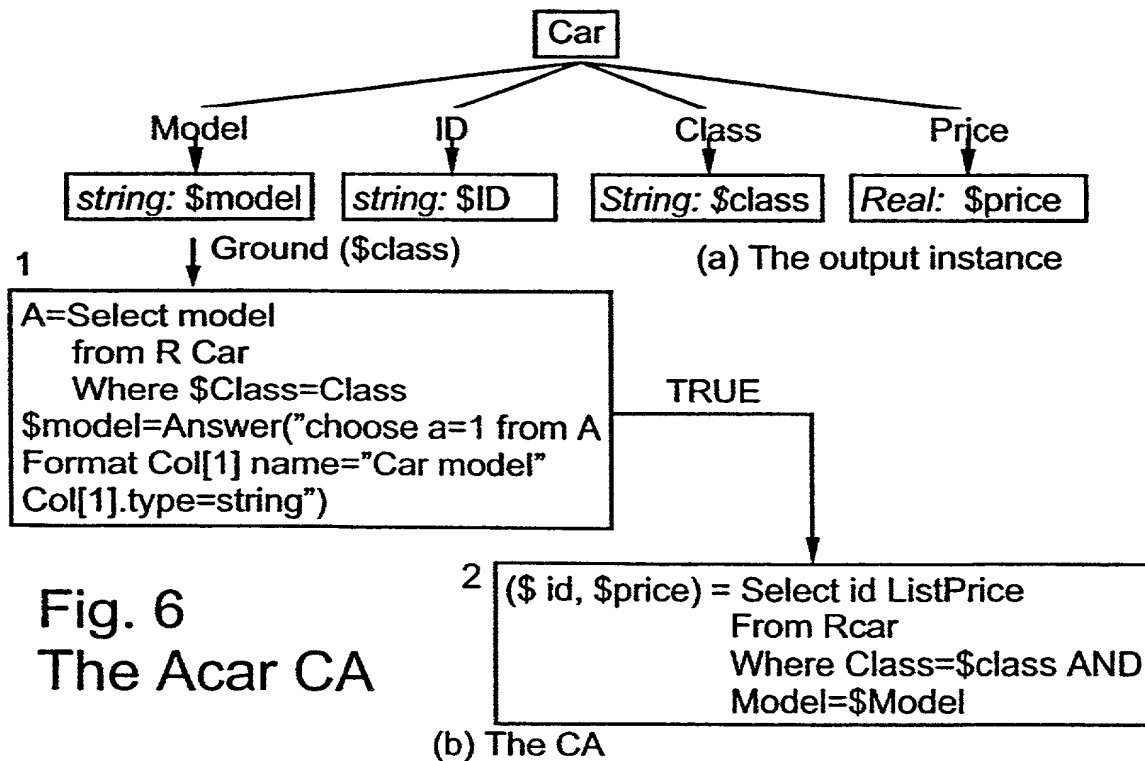 Car
Model ID Class Price
string: $model string: $ID String: $class Real: $price
Ground ($class)
(a) The output instance
1
A=Select model
from R Car
Where $Class=Class
$model=Answer("choose a=1 from A
Format Col[1] name="Car model"
Col[1].type=string")
TRUE
2
($ id, $price) = Select id ListPrice
From Rcar
Where Class=$class AND
Model=$Model
Fig. 6
The Acar CA
(b) The CA